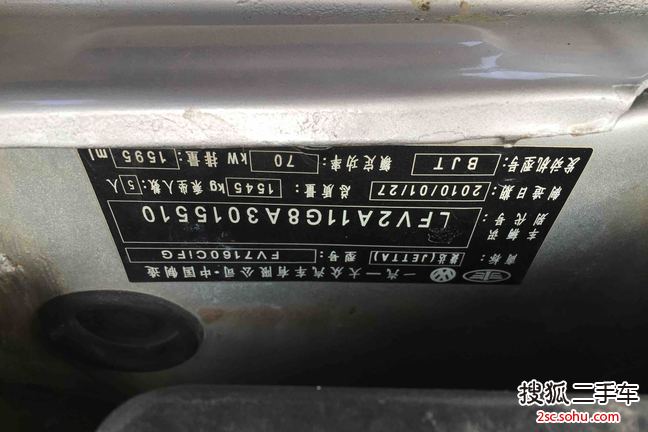 一汽一大众汽车有限公司·中国制造
商标: 捷达(JETTA) 型号: FV7160CiFG
车辆识别代号: LFV2A11G8A3015510
制造日期: 2010/01/27 总质量: 1545 kg 乘坐人数: 5人
发动机型号: BJT 额定功率: 70 kW 排量: 1595 ml
搜狐二手车
2sc.sohu.com